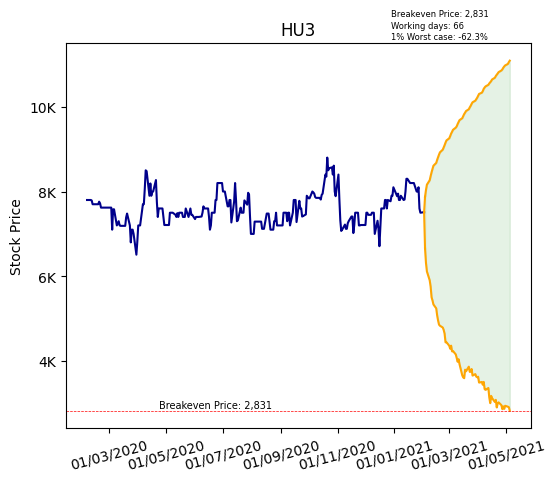 Breakeven Price: 2,831
Working days: 66
1% Worst case: -62.3%
HU3
Stock Price
10K
8K
6K
4K
Breakeven Price: 2,831
01/03/2020
01/05/2020
01/07/2020
01/09/2020
01/11/2020
01/01/2021
01/03/2021
01/05/2021